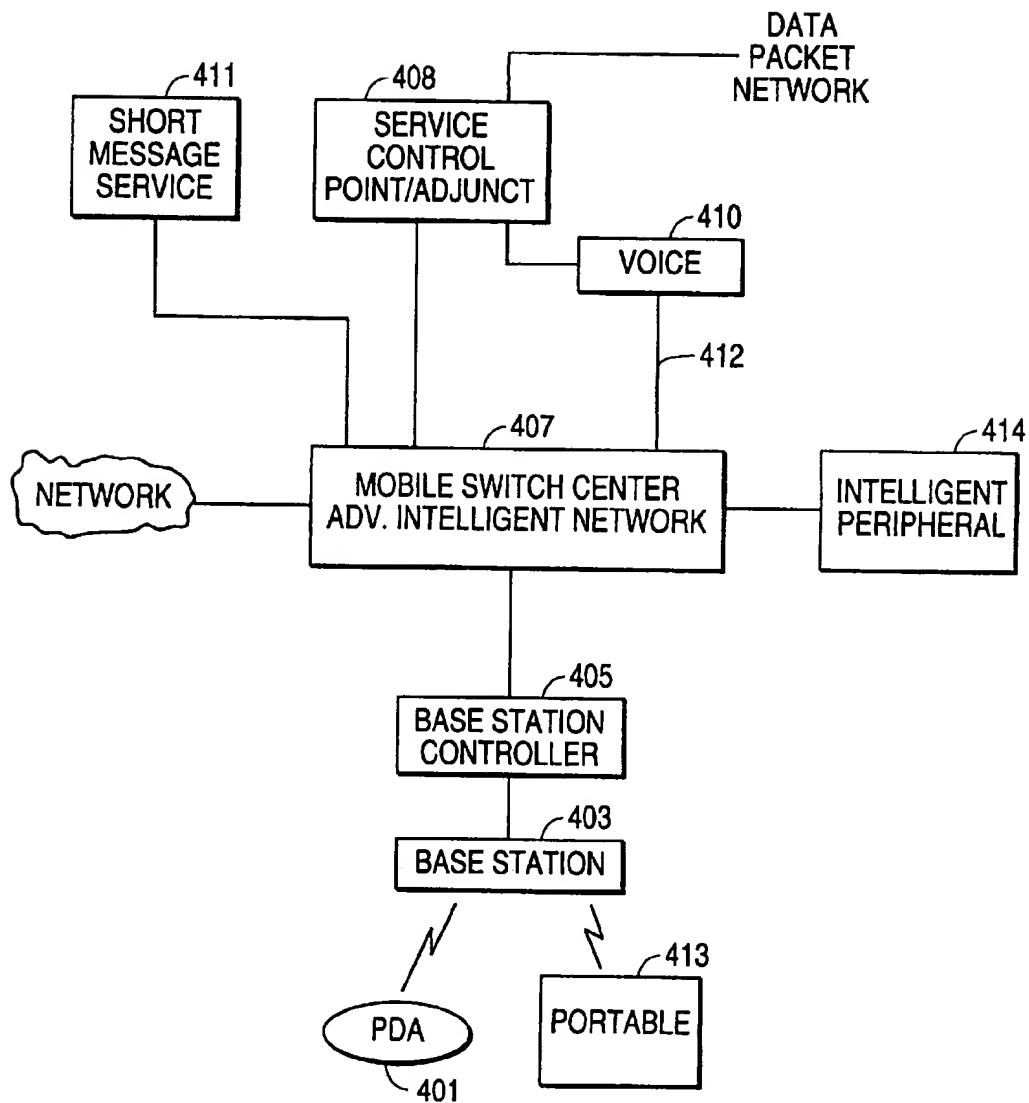 DATA
PACKET
NETWORK
411
SHORT
MESSAGE
SERVICE
408
SERVICE
CONTROL
POINT/ADJUNCT
410
VOICE
412
NETWORK
407
MOBILE SWITCH CENTER
ADV. INTELLIGENT NETWORK
414
INTELLIGENT
PERIPHERAL
405
BASE STATION
CONTROLLER
403
BASE STATION
PDA
401
413
PORTABLE